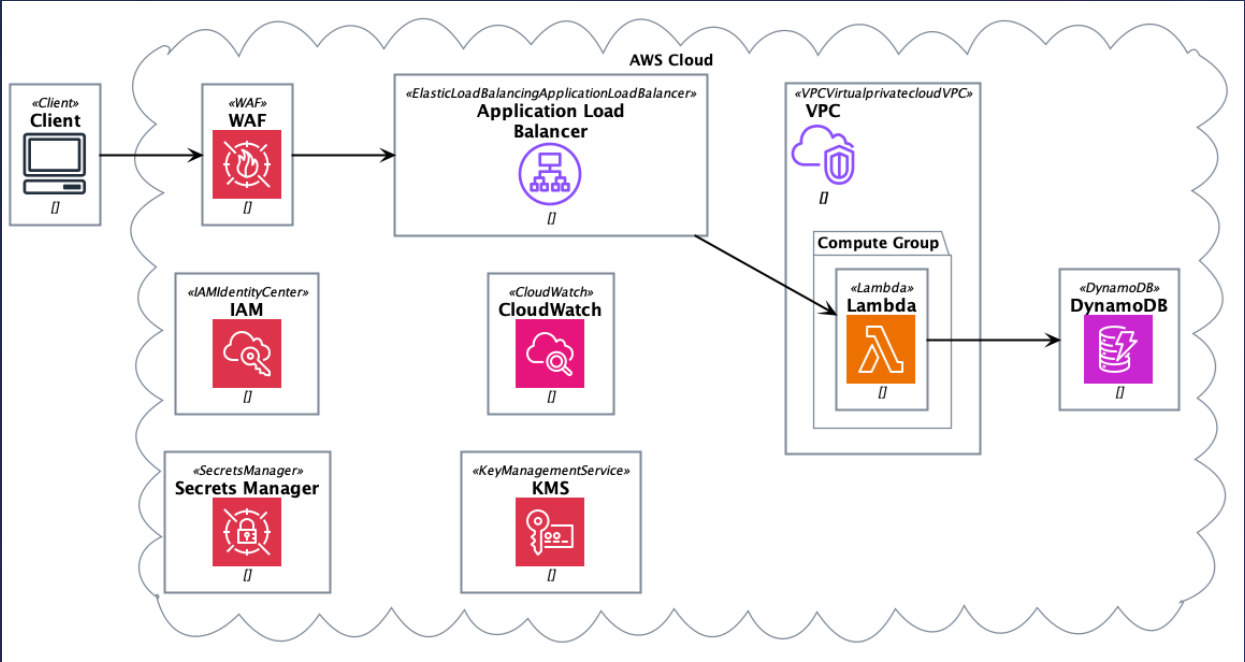 AWS Cloud
«Client»
Client
[]
«WAF»
WAF
[]
«ElasticLoadBalancingApplicationLoadBalancer»
Application Load
Balancer
[]
«VPCVirtualprivatecloudVPC»
VPC
[]
Compute Group
«Lambda»
Lambda
[]
«DynamoDB»
DynamoDB
[]
«IAMIdentityCenter»
IAM
[]
«CloudWatch»
CloudWatch
[]
«SecretsManager»
Secrets Manager
[]
«KeyManagementService»
KMS
[]